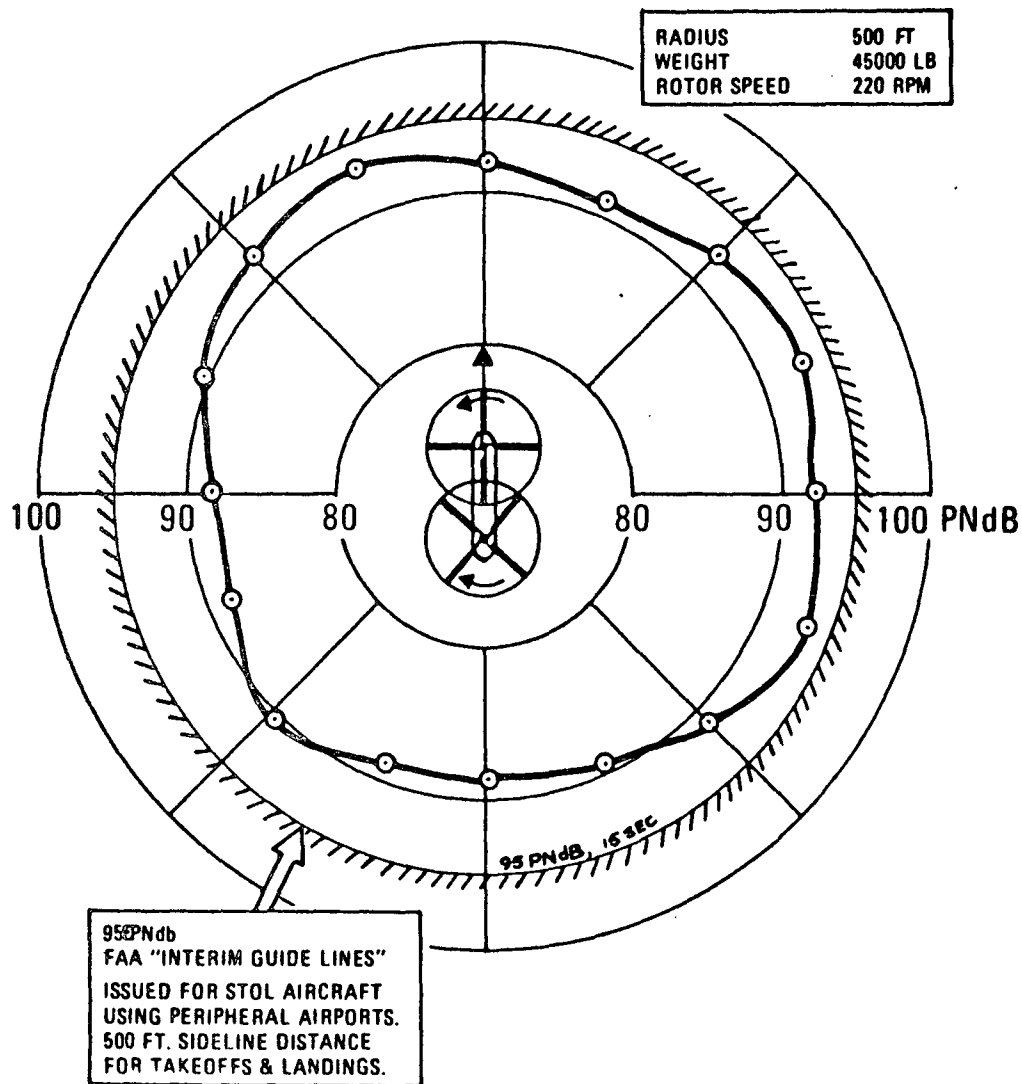 RADIUS 500 FT
WEIGHT 45000 LB
ROTOR SPEED 220 RPM
100 90 80 80 90 100 PNdB
95 PNdB, 15 SEC
PNdb
FAA "INTERIM GUIDE LINES"
ISSUED FOR STOL AIRCRAFT
USING PERIPHERAL AIRPORTS.
500 FT. SIDELINE DISTANCE
FOR TAKEOFFS & LANDINGS.